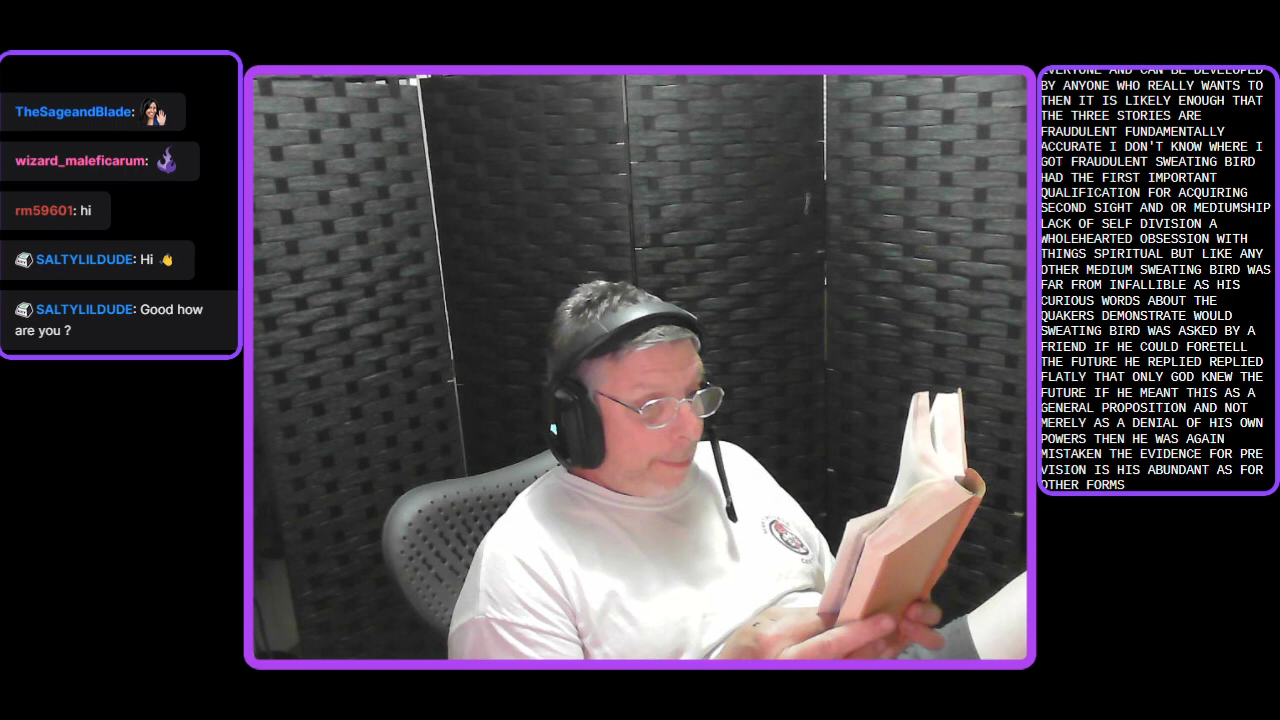 TheSageandBlade:
wizard_maleficarum:
rm59601: hi
SALTYLILDUDE: Hi 👋
SALTYLILDUDE: Good how
are you ?
EVERYONE AND CAN BE DEVELOPED
BY ANYONE WHO REALLY WANTS TO
THEN IT IS LIKELY ENOUGH THAT
THE THREE STORIES ARE
FRAUDULENT FUNDAMENTALLY
ACCURATE I DON'T KNOW WHERE I
GOT FRAUDULENT SWEATING BIRD
HAD THE FIRST IMPORTANT
QUALIFICATION FOR ACQUIRING
SECOND SIGHT AND OR MEDIUMSHIP
LACK OF SELF DIVISION A
WHOLEHEARTED OBSESSION WITH
THINGS SPIRITUAL BUT LIKE ANY
OTHER MEDIUM SWEATING BIRD WAS
FAR FROM INFALLIBLE AS HIS
CURIOUS WORDS ABOUT THE
QUAKERS DEMONSTRATE WOULD
SWEATING BIRD WAS ASKED BY A
FRIEND IF HE COULD FORETELL
THE FUTURE HE REPLIED REPLIED
FLATLY THAT ONLY GOD KNEW THE
FUTURE IF HE MEANT THIS AS A
GENERAL PROPOSITION AND NOT
MERELY AS A DENIAL OF HIS OWN
POWERS THEN HE WAS AGAIN
MISTAKEN THE EVIDENCE FOR PRE
VISION IS HIS ABUNDANT AS FOR
OTHER FORMS